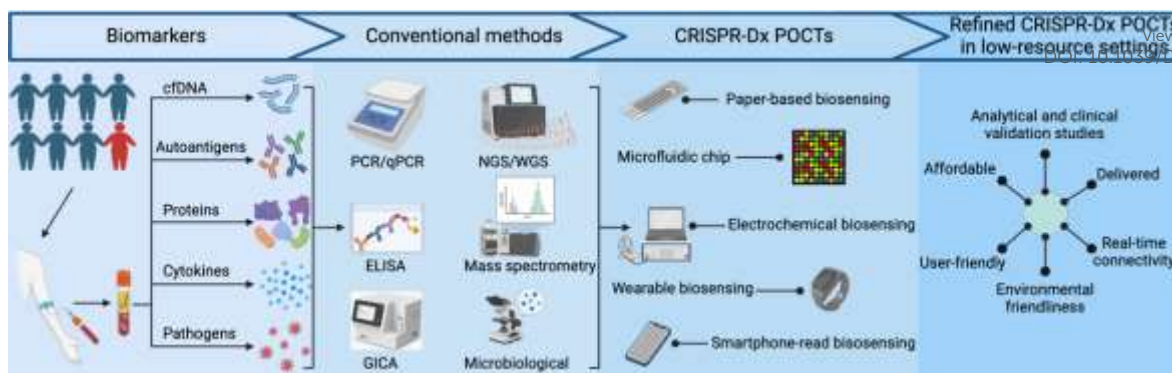 Biomarkers
Conventional methods
CRISPR-Dx POCTs
Refined CRISPR-Dx POCTs
in low-resource settings
View
cfDNA
Autoantigens
Proteins
Cytokines
Pathogens
PCR/qPCR
NGS/WGS
ELISA
Mass spectrometry
GICA
Microbiological
Paper-based biosensing
Microfluidic chip
Electrochemical biosensing
Wearable biosensing
Smartphone-read bisosensing
Analytical and clinical
validation studies
Affordable
Delivered
User-friendly
Real-time
connectivity
Environmental
friendliness